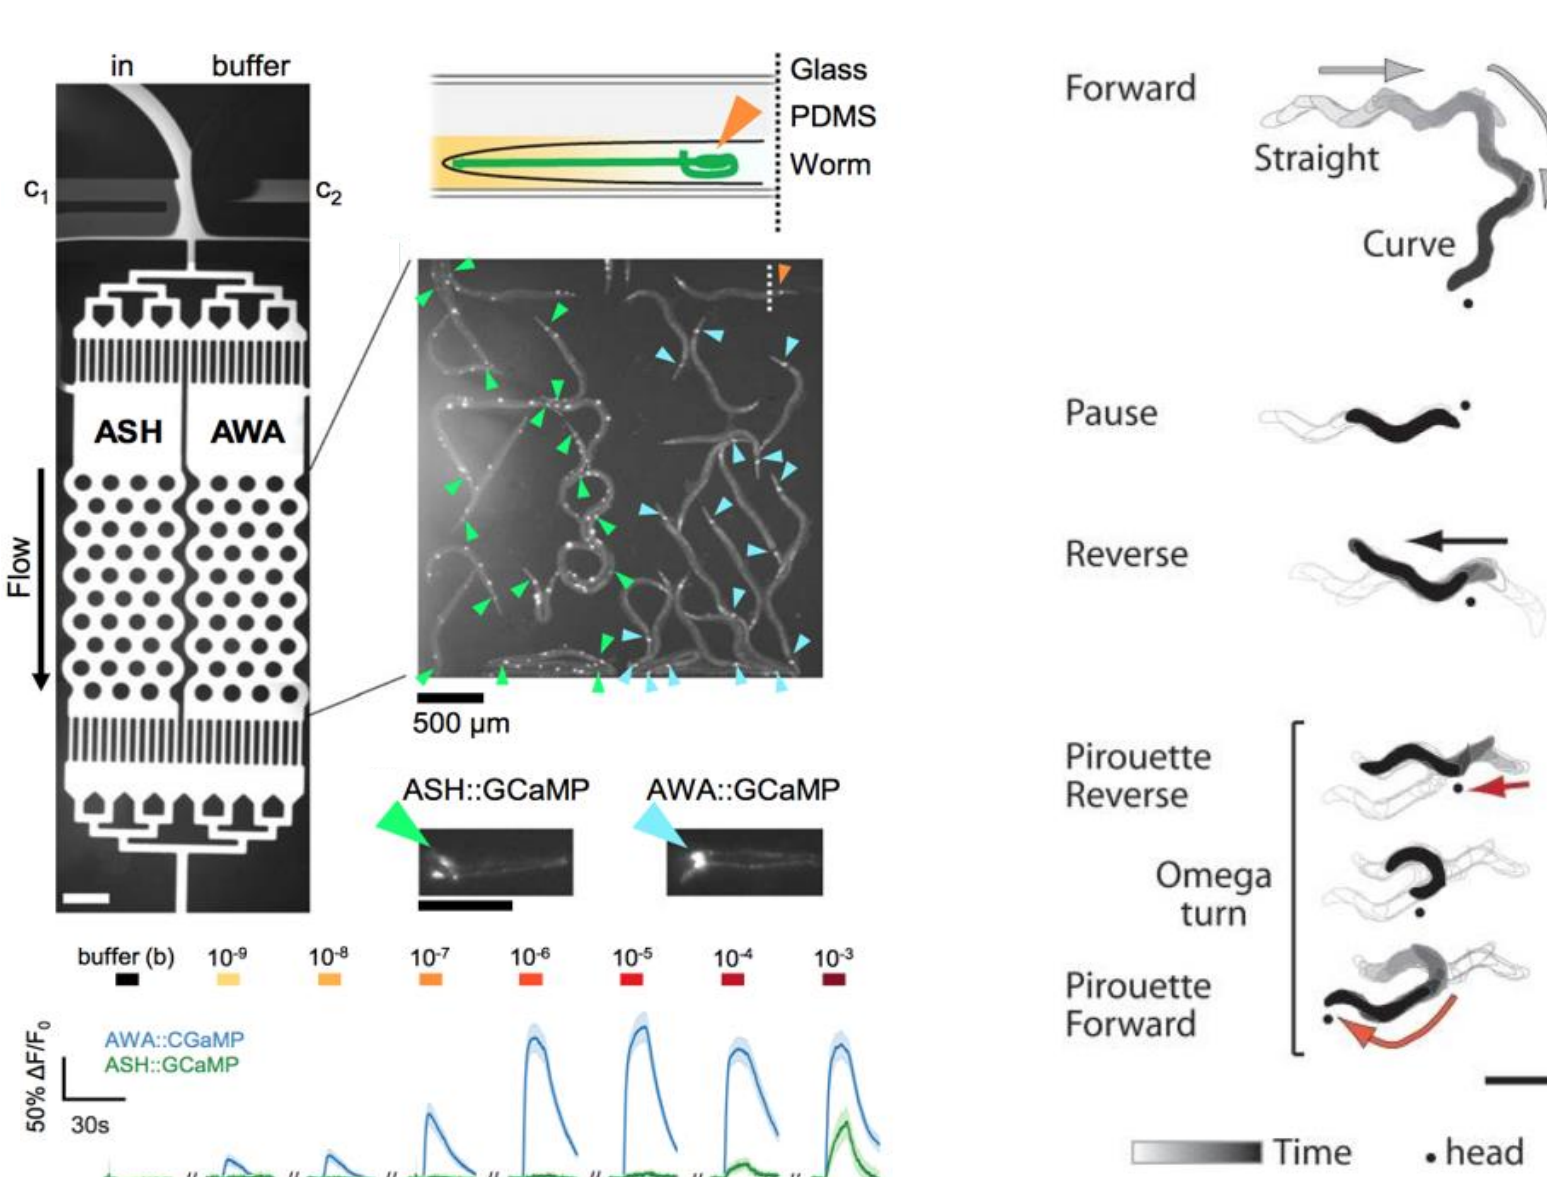 in buffer
c1
c2
ASH AWA
Flow
Glass
PDMS
Worm
500 µm
ASH::GCaMP AWA::GCaMP
buffer (b) 10-9 10-8 10-7 10-6 10-5 10-4 10-3
AWA::CGaMP
ASH::GCaMP
50% ΔF/F0
30s
Forward
Straight
Curve
Pause
Reverse
Pirouette
Reverse
Omega
turn
Pirouette
Forward
Time
head